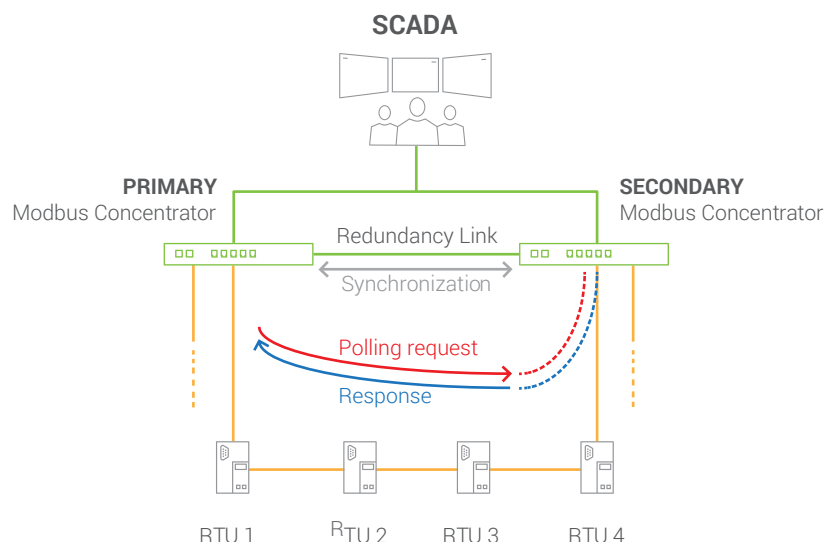 SCADA
PRIMARY
Modbus Concentrator
SECONDARY
Modbus Concentrator
Redundancy Link
Synchronization
Polling request
Response
RTU 1
RTU 2
RTU 3
RTU 4